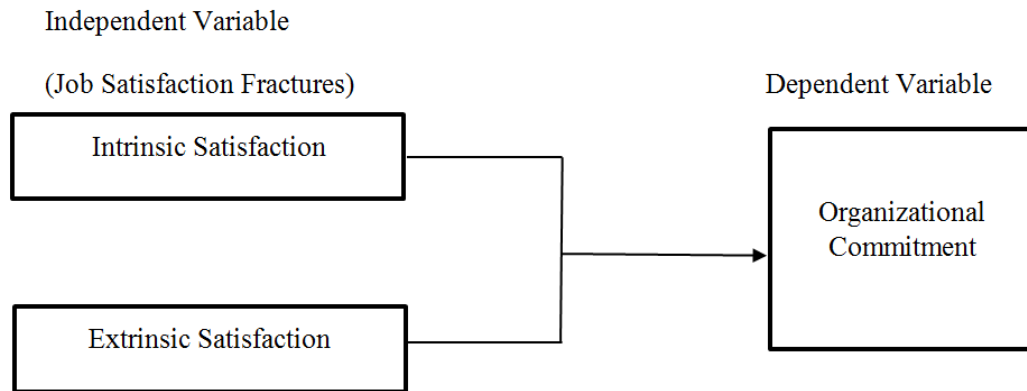 Independent Variable
(Job Satisfaction Fractures)
Dependent Variable
Intrinsic Satisfaction
Organizational
Commitment
Extrinsic Satisfaction